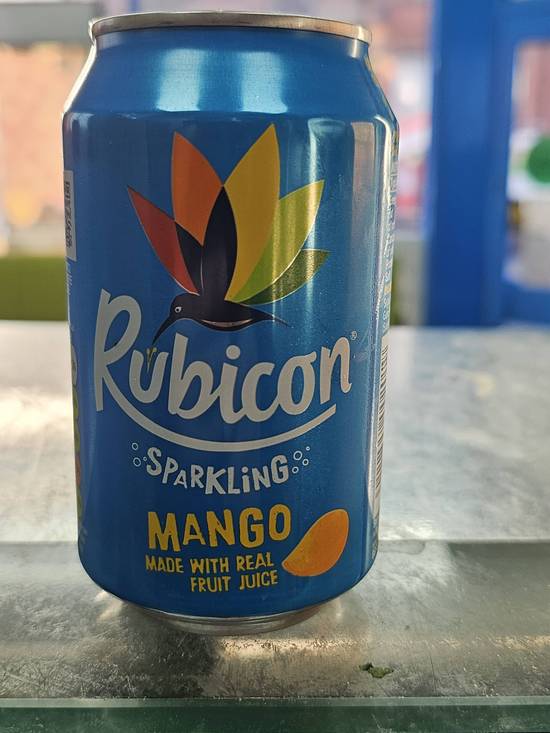 Rubicon®
SPARKLING
MANGO
MADE WITH REAL
FRUIT JUICE